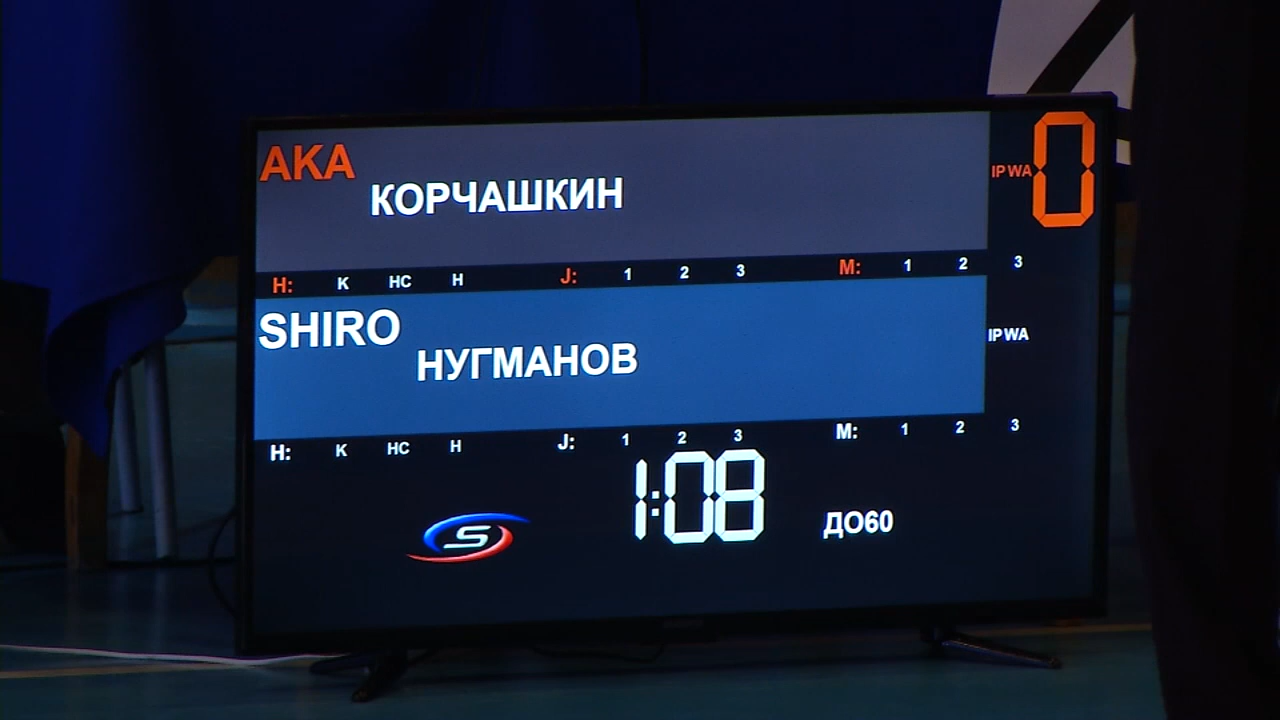 AKA
КОРЧАШКИН
IPWA 0
H: K HC H J: 1 2 3 M: 1 2 3
SHIRO
НУГМАНОВ
IPWA
H: K HC H J: 1 2 3 M: 1 2 3
1:08
S
ДО60